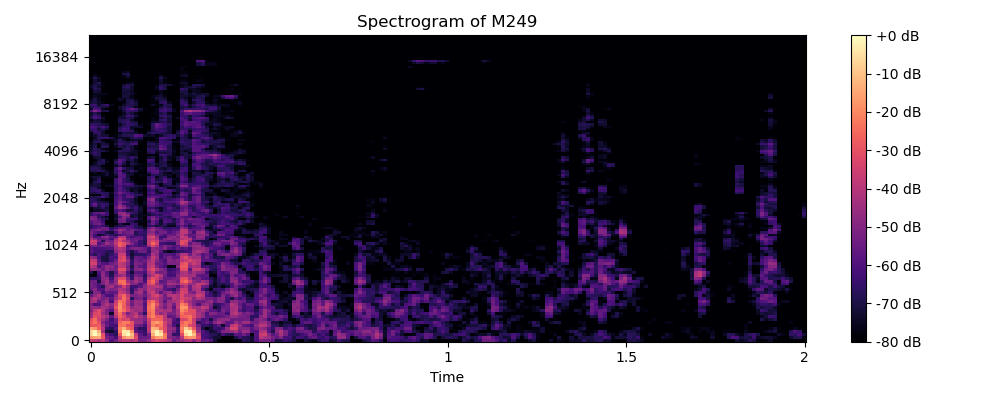 Spectrogram of M249
16384
8192
4096
2048
1024
512
0
Hz
0
0.5
1
1.5
2
Time
+0 dB
-10 dB
-20 dB
-30 dB
-40 dB
-50 dB
-60 dB
-70 dB
-80 dB